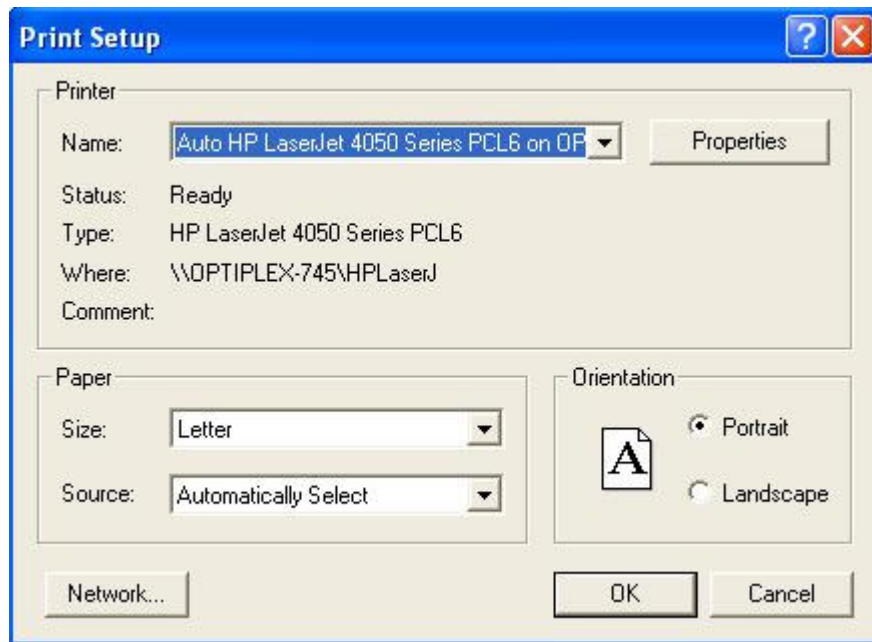 Print Setup
?
Printer
Name: Auto HP LaserJet 4050 Series PCL6 on OP Properties
Status: Ready
Type: HP LaserJet 4050 Series PCL6
Where: \\OPTIPLEX-745\HPLaserJ
Comment:
Paper
Size: Letter
Source: Automatically Select
Orientation
A
Portrait
Landscape
Network... OK Cancel